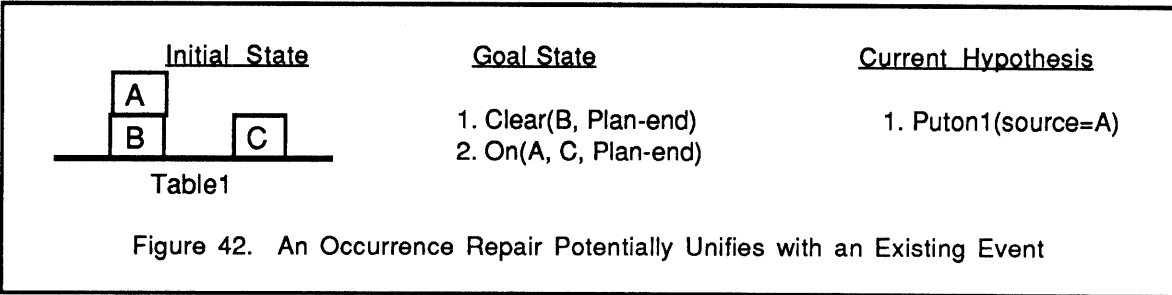 Initial State
A
B
C
Table1
Goal State
1. Clear(B, Plan-end)
2. On(A, C, Plan-end)
Current Hypothesis
1. Puton1(source=A)
Figure 42. An Occurrence Repair Potentially Unifies with an Existing Event